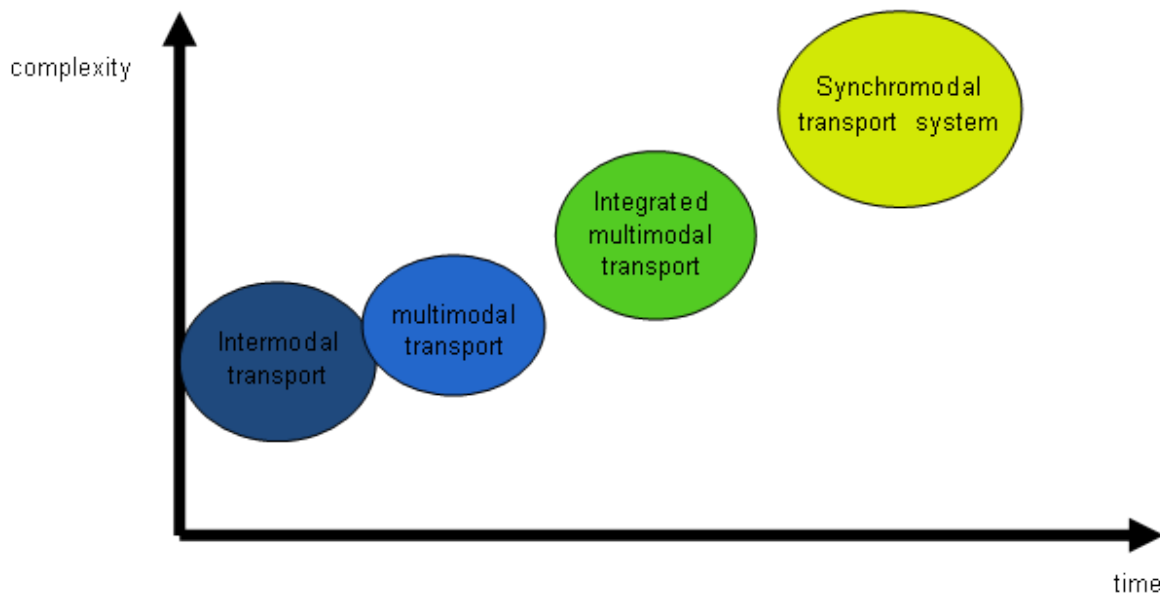 complexity
Synchromodal
transport system
Integrated
multimodal
transport
multimodal
transport
Intermodal
transport
time